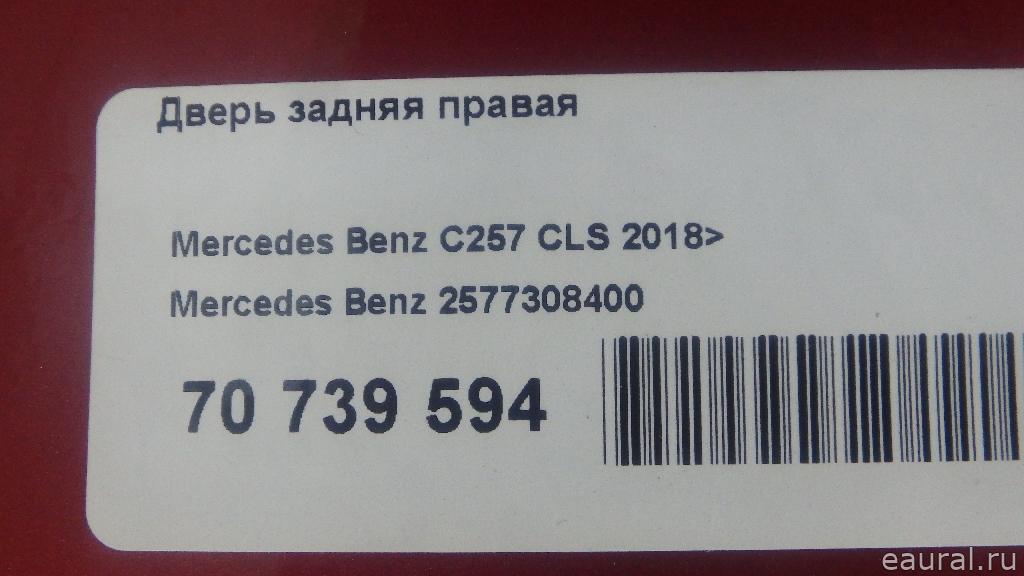 Дверь задняя правая
Mercedes Benz C257 CLS 2018>
Mercedes Benz 2577308400
70 739 594
eaural.ru